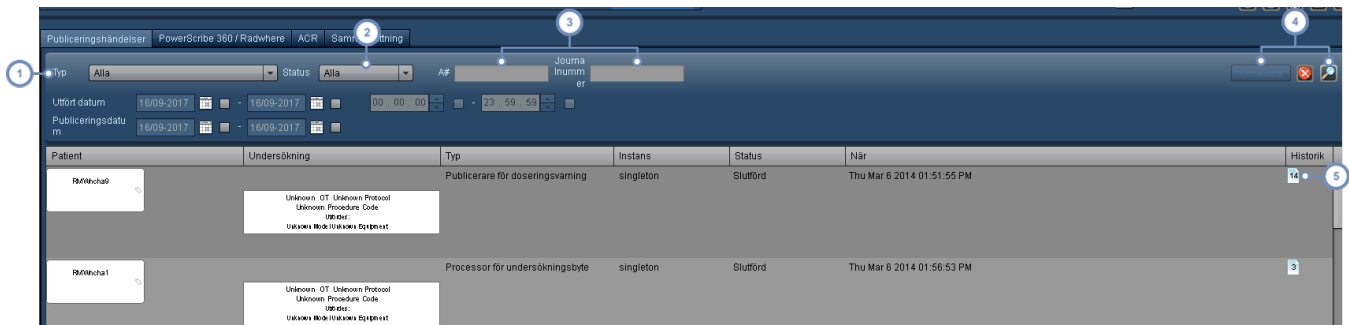 Publiceringshändelser PowerScribe 360 / Radwhere ACR
1 Typ Alla Status 2 Alla A# 3 Journa
lnumm
er 4
Utfört datum 16/09-2017 - 16/09-2017 00 . 00 . 00 - 23 . 59 . 59
Publiceringsdatu
m 16/09-2017 - 16/09-2017
Patient Undersökning Typ Instans Status När Historik
RMWhcha9 Publicerare för doseringsvarning singleton Slutförd Thu Mar 6 2014 01:51:55 PM 14 5
Unknown OT Unknown Protocol
Unknown Procedure Code
Unknown Model Unknown Equipment
RMWhcha1 Processor för undersökningsbyte singleton Slutförd Thu Mar 6 2014 01:56:53 PM 3
Unknown OT Unknown Protocol
Unknown Procedure Code
Unknown Model Unknown Equipment